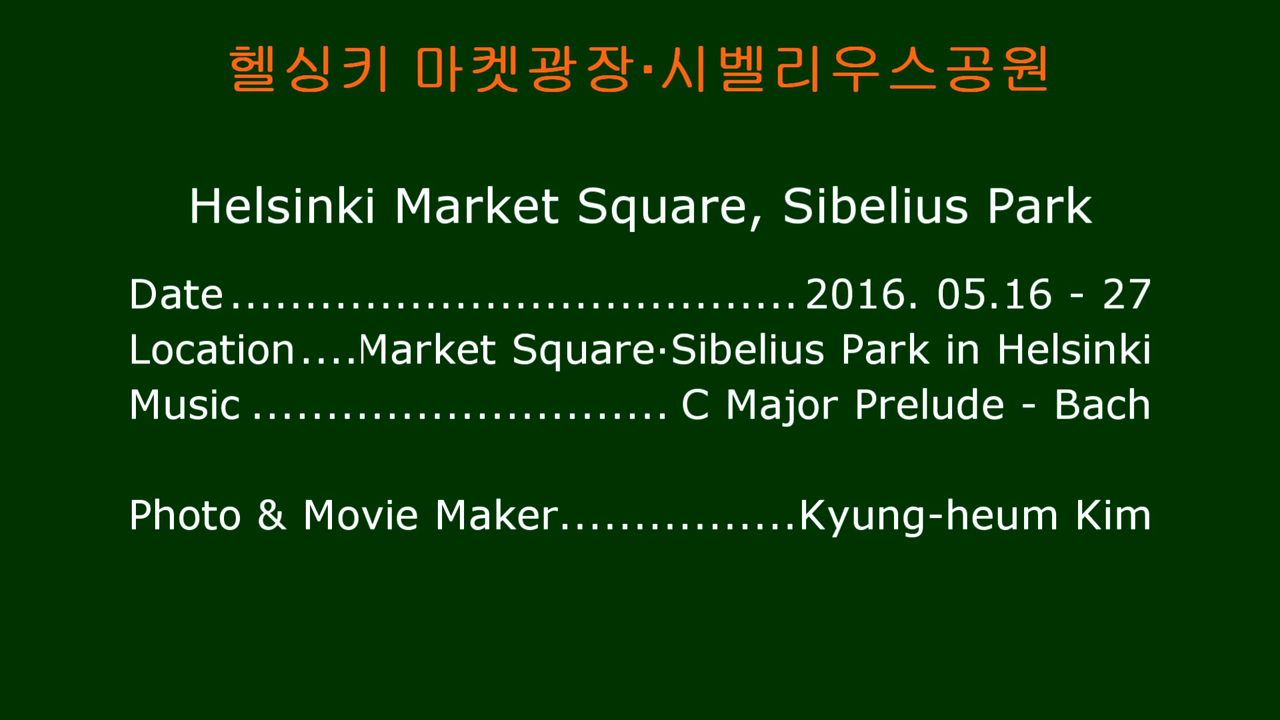 헬싱키 마켓광장·시벨리우스공원
Helsinki Market Square, Sibelius Park
Date...................................... 2016. 05.16 - 27
Location....Market Square·Sibelius Park in Helsinki
Music ............................ C Major Prelude - Bach
Photo & Movie Maker................Kyung-heum Kim